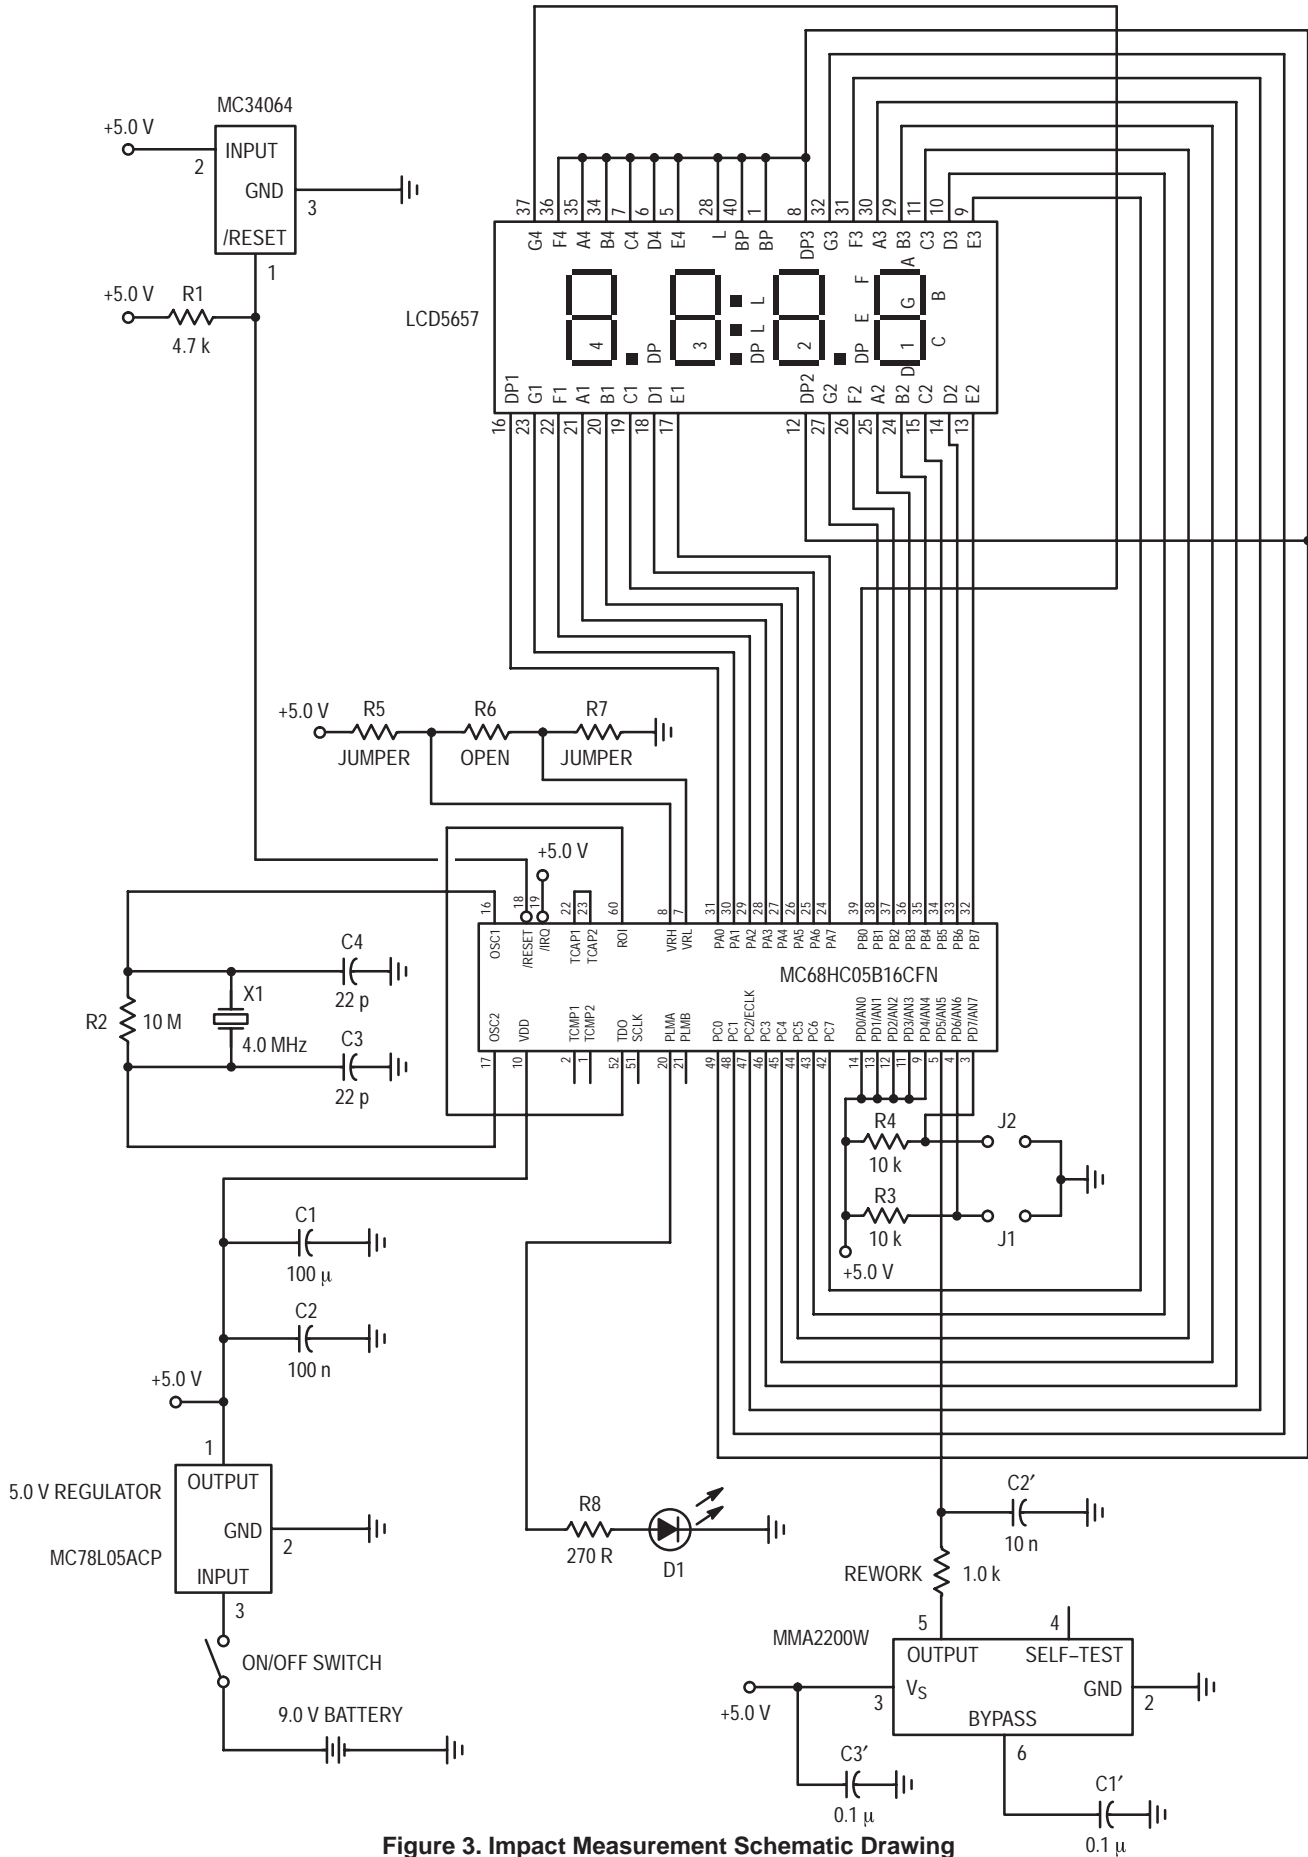 MC34064
+5.0 V
INPUT
2
GND
3
/RESET
1
+5.0 V
R1
4.7 k
LCD5657
37 36 35 34 7 6 5 28 40 1 8 32 31 30 29 11 10 9
G4 F4 A4 B4 C4 D4 E4 L BP BP DP3 G3 F3 A3 B3 C3 D3 E3
4 DP 3 L L DP 2 DP 1
A B C D E F G
DP1 G1 F1 A1 B1 C1 D1 E1 DP2 G2 F2 A2 B2 C2 D2 E2
16 23 22 21 20 19 18 17 12 27 26 25 24 15 14 13
+5.0 V
R5
R6
R7
JUMPER
OPEN
JUMPER
+5.0 V
16 18 19 22 23 60 8 7 31 30 29 28 27 26 25 24 39 38 37 36 35 34 33 32
OSC1 /RESET /IRQ TCAP1 TCAP2 ROI VRH VRL PA0 PA1 PA2 PA3 PA4 PA5 PA6 PA7 PB0 PB1 PB2 PB3 PB4 PB5 PB6 PB7
MC68HC05B16CFN
OSC2 VDD TCMP1 TCMP2 TDO SCLK PLMA PLMB PC0 PC1 PC2/ECLK PC3 PC4 PC5 PC6 PC7 PD0/AN0 PD1/AN1 PD2/AN2 PD3/AN3 PD4/AN4 PD5/AN5 PD6/AN6 PD7/AN7
17 10 2 1 52 51 20 21 49 48 47 46 45 44 43 42 14 13 12 11 9 5 4 3
C4
22 p
X1
R2
10 M
4.0 MHz
C3
22 p
R4
10 k
J2
R3
10 k
J1
+5.0 V
C1
100 μ
C2
100 n
+5.0 V
1
OUTPUT
5.0 V REGULATOR
GND
2
MC78L05ACP
INPUT
3
ON/OFF SWITCH
9.0 V BATTERY
R8
270 R
D1
C2′
10 n
REWORK
1.0 k
5
4
MMA2200W
OUTPUT
SELF–TEST
VS
GND
3
2
+5.0 V
BYPASS
6
C3′
0.1 μ
C1′
0.1 μ
Figure 3. Impact Measurement Schematic Drawing